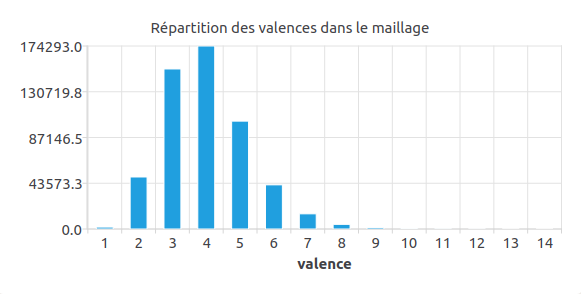 Répartition des valences dans le maillage
174293.0
130719.8
87146.5
43573.3
0.0
1 2 3 4 5 6 7 8 9 10 11 12 13 14
valence